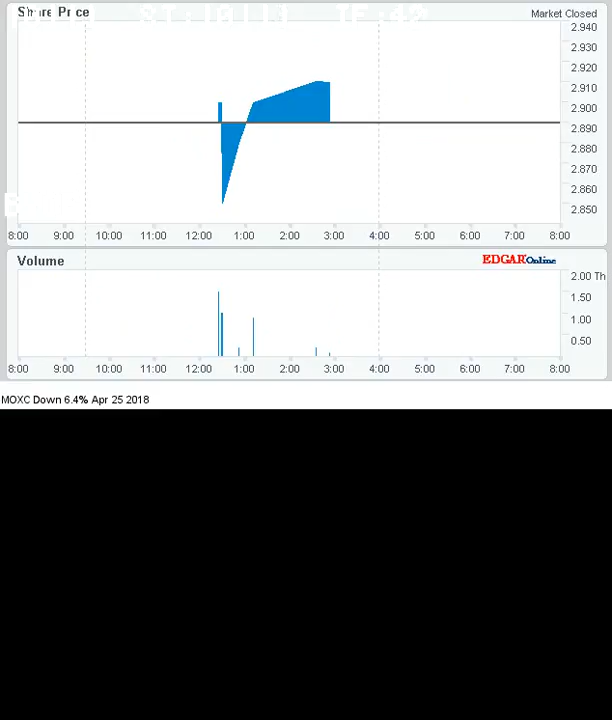 Share Price
Market Closed
2.940
2.930
2.920
2.910
2.900
2.890
2.880
2.870
2.860
2.850
8:00 9:00 10:00 11:00 12:00 1:00 2:00 3:00 4:00 5:00 6:00 7:00 8:00
Volume
EDGAR Online
2.00 Th
1.50
1.00
0.50
8:00 9:00 10:00 11:00 12:00 1:00 2:00 3:00 4:00 5:00 6:00 7:00 8:00
MOXC Down 6.4% Apr 25 2018